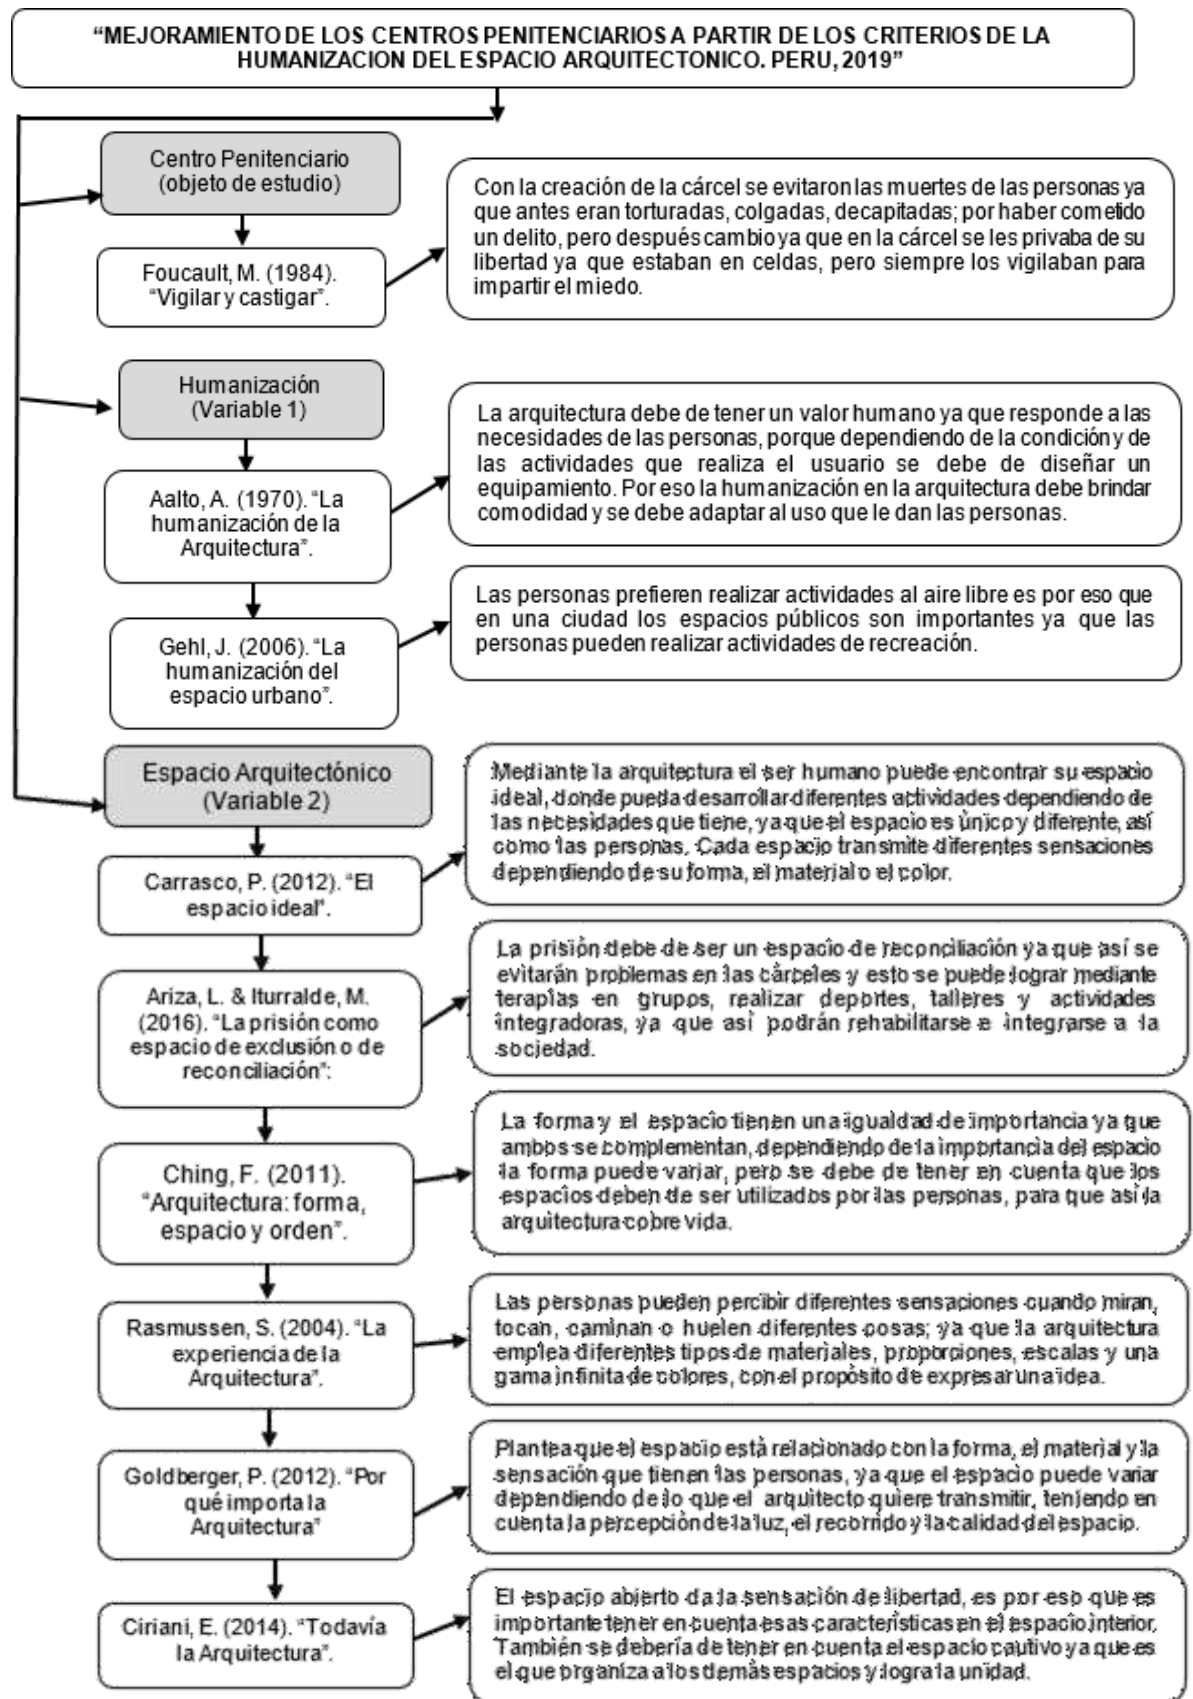 “MEJORAMIENTO DE LOS CENTROS PENITENCIARIOS A PARTIR DE LOS CRITERIOS DE LA
HUMANIZACION DEL ESPACIO ARQUITECTONICO. PERU, 2019”
Centro Penitenciario
(objeto de estudio)
Foucault, M. (1984).
“Vigilar y castigar”.
Con la creación de la cárcel se evitaron las muertes de las personas ya
que antes eran torturadas, colgadas, decapitadas; por haber cometido
un delito, pero después cambio ya que en la cárcel se les privaba de su
libertad ya que estaban en celdas, pero siempre los vigilaban para
impartir el miedo.
Humanización
(Variable 1)
Aalto, A. (1970). “La
humanización de la
Arquitectura”.
La arquitectura debe de tener un valor humano ya que responde a las
necesidades de las personas, porque dependiendo de la condición y de
las actividades que realiza el usuario se debe de diseñar un
equipamiento. Por eso la humanización en la arquitectura debe brindar
comodidad y se debe adaptar al uso que le dan las personas.
Gehl, J. (2006). “La
humanización del
espacio urbano”.
Las personas prefieren realizar actividades al aire libre es por eso que
en una ciudad los espacios públicos son importantes ya que las
personas pueden realizar actividades de recreación.
Espacio Arquitectónico
(Variable 2)
Carrasco, P. (2012). “El
espacio ideal”.
Mediante la arquitectura el ser humano puede encontrar su espacio
ideal, donde pueda desarrollar diferentes actividades dependiendo de
las necesidades que tiene, ya que el espacio es único y diferente, así
como las personas. Cada espacio transmite diferentes sensaciones
dependiendo de su forma, el material o el color.
Ariza, L. & Iturralde, M.
(2016). “La prisión como
espacio de exclusión o de
reconciliación”:
La prisión debe de ser un espacio de reconciliación ya que así se
evitarán problemas en las cárceles y esto se puede lograr mediante
terapias en grupos, realizar deportes, talleres y actividades
integradoras, ya que así podrán rehabilitarse e integrarse a la
sociedad.
Ching, F. (2011).
“Arquitectura: forma,
espacio y orden”.
La forma y el espacio tienen una igualdad de importancia ya que
ambos se complementan, dependiendo de la importancia del espacio
la forma puede variar, pero se debe de tener en cuenta que los
espacios deben de ser utilizados por las personas, para que así la
arquitectura cobre vida.
Rasmussen, S. (2004). “La
experiencia de la
Arquitectura”.
Las personas pueden percibir diferentes sensaciones cuando miran,
tocan, caminan o huelen diferentes cosas; ya que la arquitectura
emplea diferentes tipos de materiales, proporciones, escalas y una
gama infinita de colores, con el propósito de expresar una idea.
Goldberger, P. (2012). “Por
qué importa la
Arquitectura”
Plantea que el espacio está relacionado con la forma, el material y la
sensación que tienen las personas, ya que el espacio puede variar
dependiendo de lo que el arquitecto quiere transmitir, teniendo en
cuenta la percepción de la luz, el recorrido y la calidad del espacio.
Ciriani, E. (2014). “Todavía
la Arquitectura”.
El espacio abierto da la sensación de libertad, es por eso que es
importante tener en cuenta esas características en el espacio interior.
También se debería de tener en cuenta el espacio cautivo ya que es
el que organiza a los demás espacios y logra la unidad.